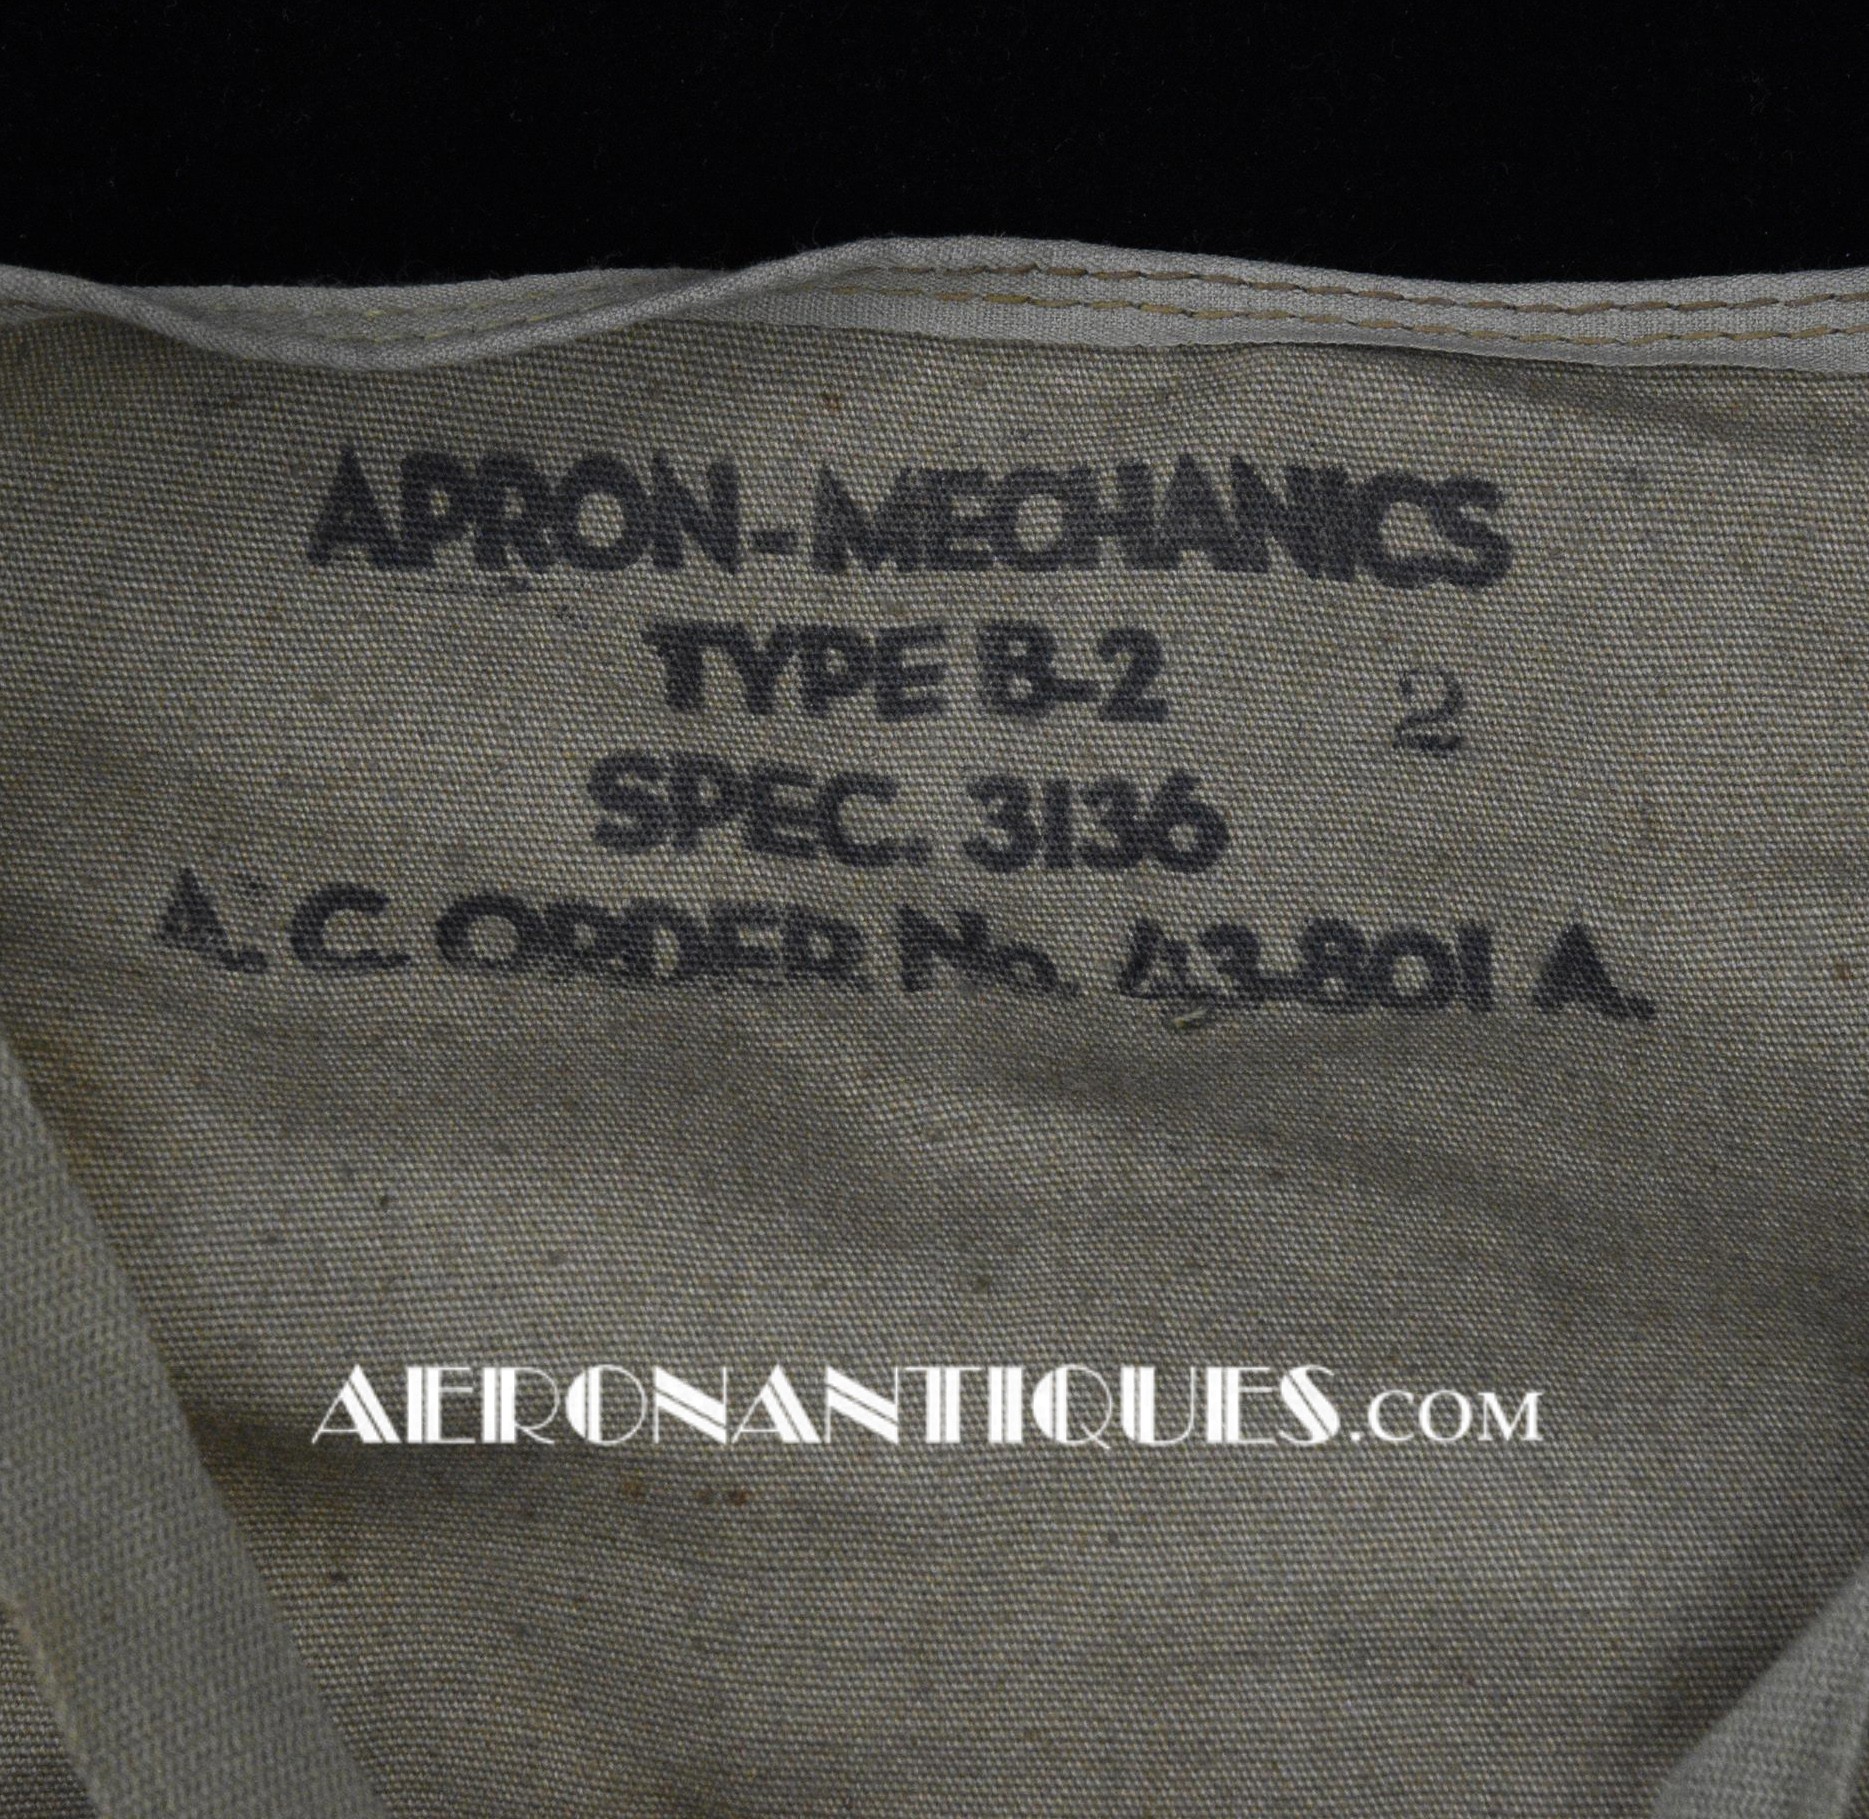 APRON-MECHANICS
TYPE B-2
2
SPEC. 3136
A.C. ORDER No. 43-801 A.
AERONANTIQUES.COM